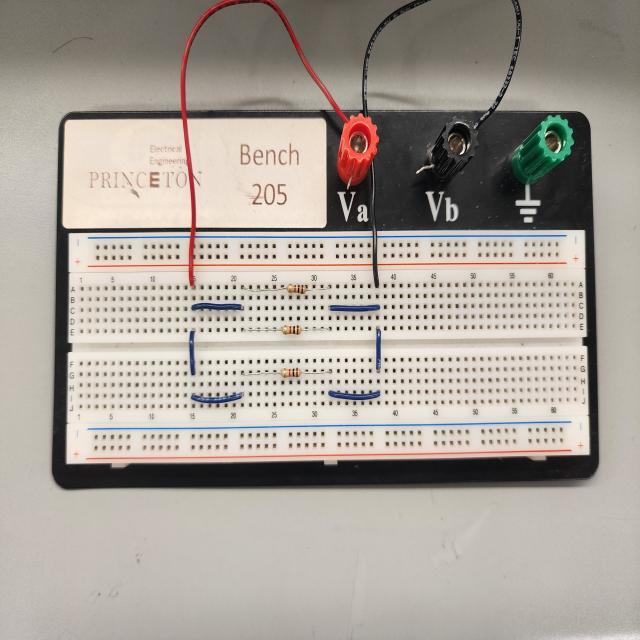 Electrical
Engineering
PRINCETON
Bench
205
Va
Vb
- -
+ +
1 5 10 20 25 30 35 40 45 50 55 60
A A
B B
C C
D D
E E
F F
G G
H H
I I
J J
1 5 10 15 20 25 30 35 40 45 50 55 60
- -
+ +